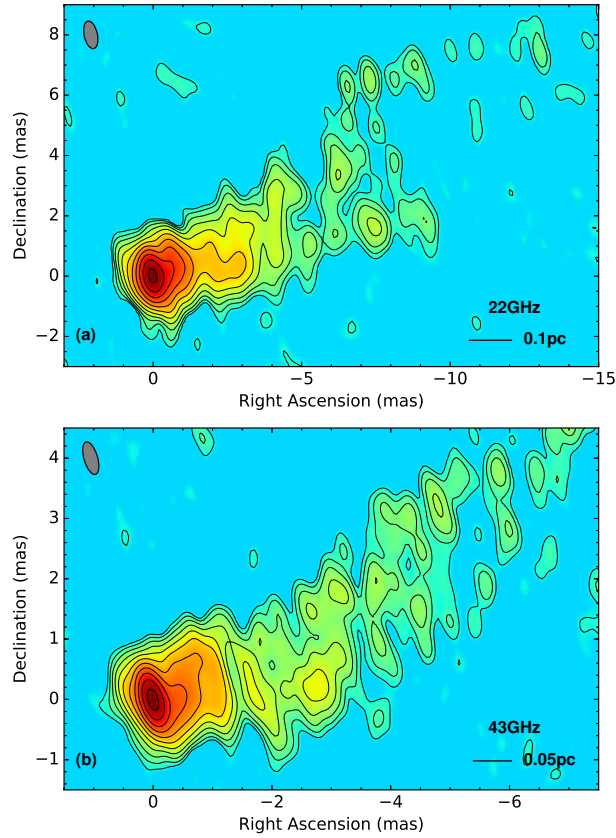 8
6
4
2
0
−2
Declination (mas)
(a)
22GHz
0.1pc
0 −5 −10 −15
Right Ascension (mas)
4
3
2
1
0
−1
Declination (mas)
(b)
43GHz
0.05pc
0 −2 −4 −6
Right Ascension (mas)